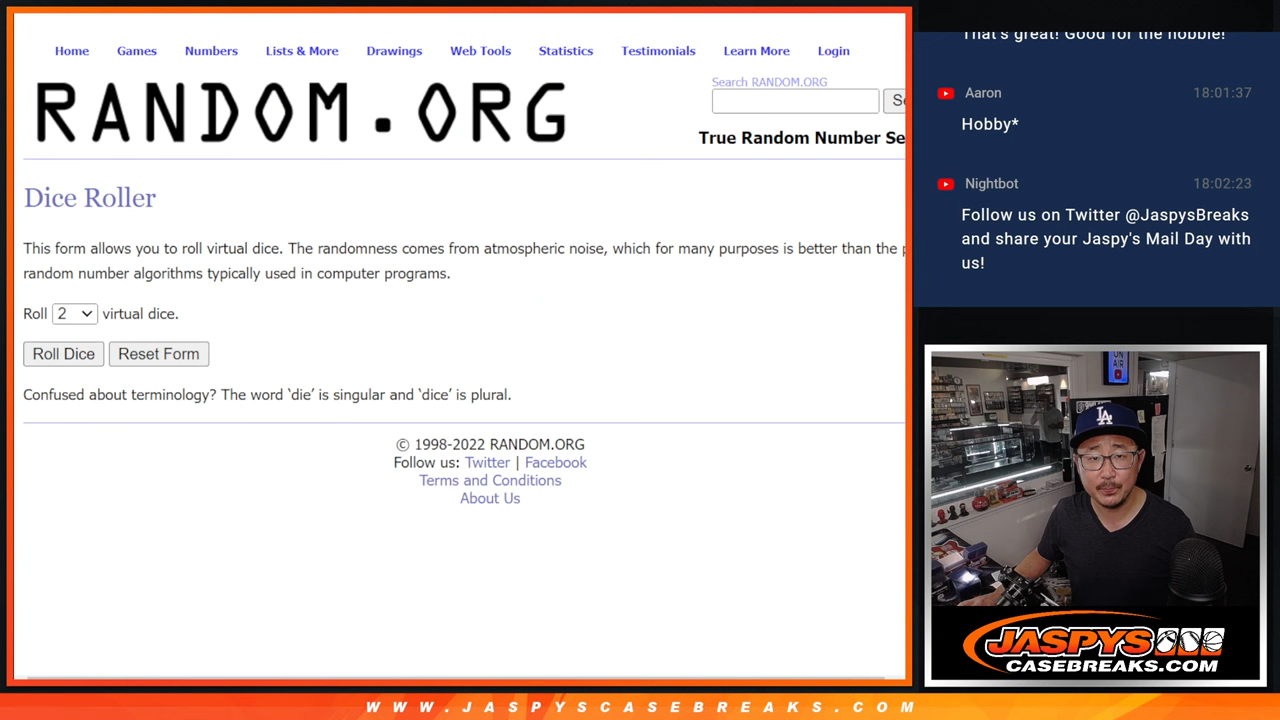 Home Games Numbers Lists & More Drawings Web Tools Statistics Testimonials Learn More Login
RANDOM.ORG
Search RANDOM.ORG
True Random Number Se
Dice Roller
This form allows you to roll virtual dice. The randomness comes from atmospheric noise, which for many purposes is better than the
random number algorithms typically used in computer programs.
Roll 2 virtual dice.
Roll Dice Reset Form
Confused about terminology? The word ‘die’ is singular and ‘dice’ is plural.
© 1998-2022 RANDOM.ORG
Follow us: Twitter | Facebook
Terms and Conditions
About Us
That's great! Good for the hobbie!
Aaron 18:01:37
Hobby*
Nightbot 18:02:23
Follow us on Twitter @JaspysBreaks
and share your Jaspy's Mail Day with
us!
ON
AIR
LA
JASPYS
CASEBREAKS.COM
WWW.JASPYSCASEBREAKS.COM